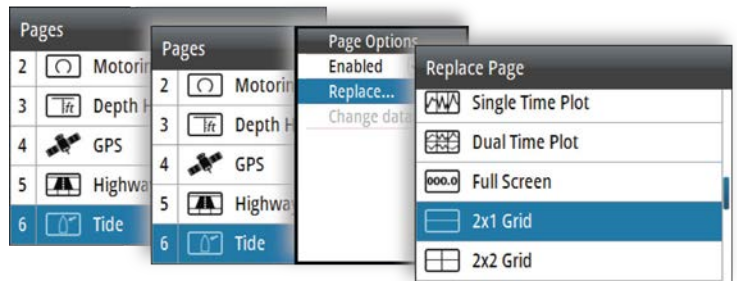 Pages
2 Motorin
3 ft Depth H
4 GPS
5 Highwa
6 Tide
Pages
2 Motorin
3 ft Depth H
4 GPS
5 Highwa
6 Tide
Page Options
Enabled
Replace...
Change data
Replace Page
Single Time Plot
Dual Time Plot
000.0 Full Screen
2x1 Grid
2x2 Grid